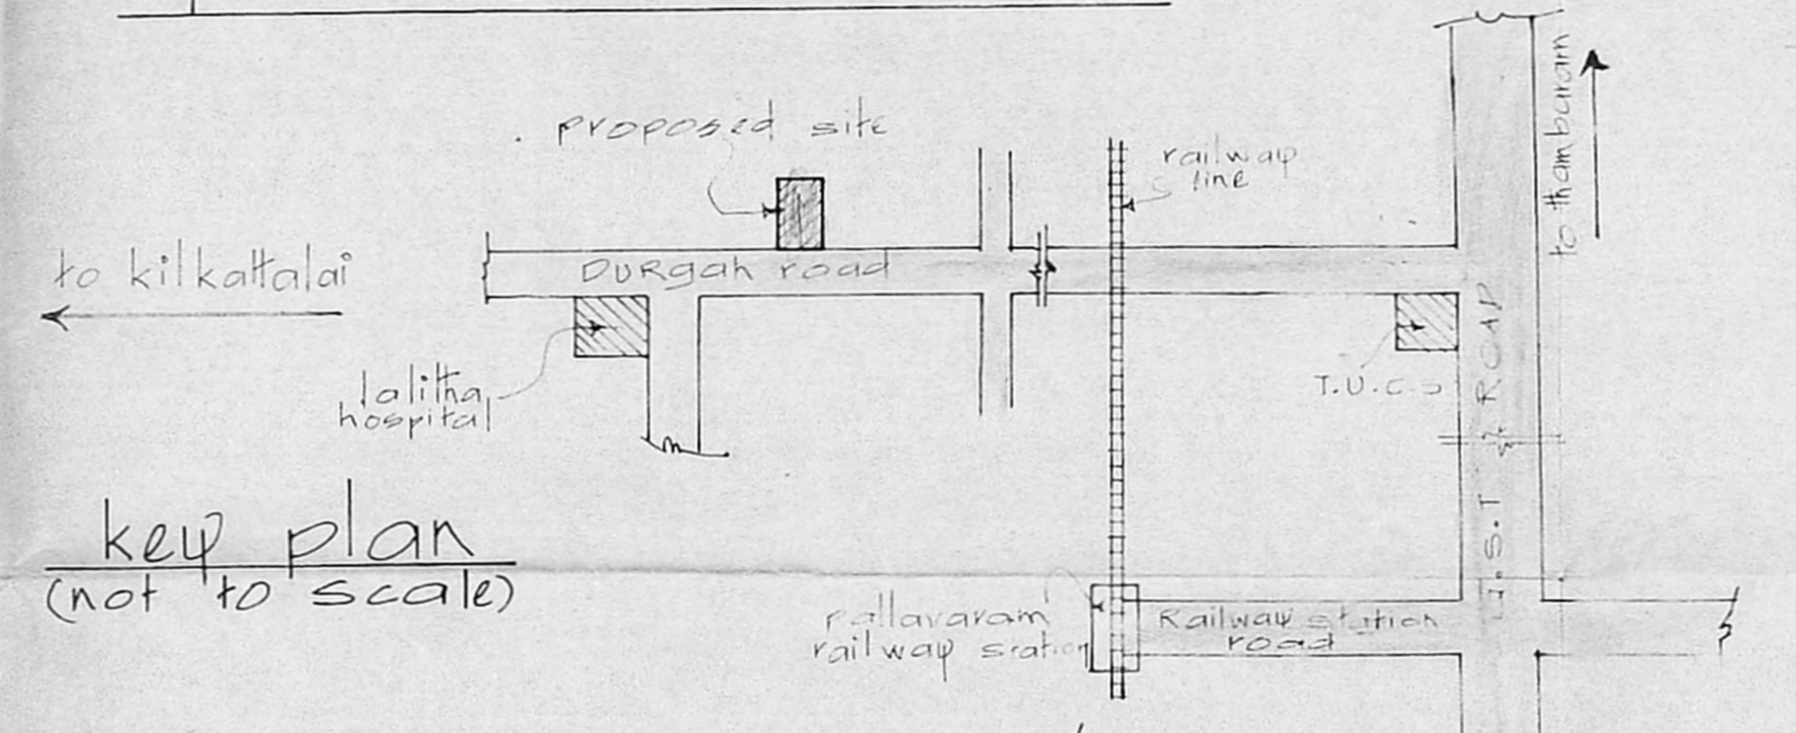 proposed site
railway
line
to thambaram
to kilkattalai
DURgah road
lalitha
hospital
T.U.C.S
G.S.T ROAD
key plan
(not to scale)
pallavaram
railway station
Railway station
road